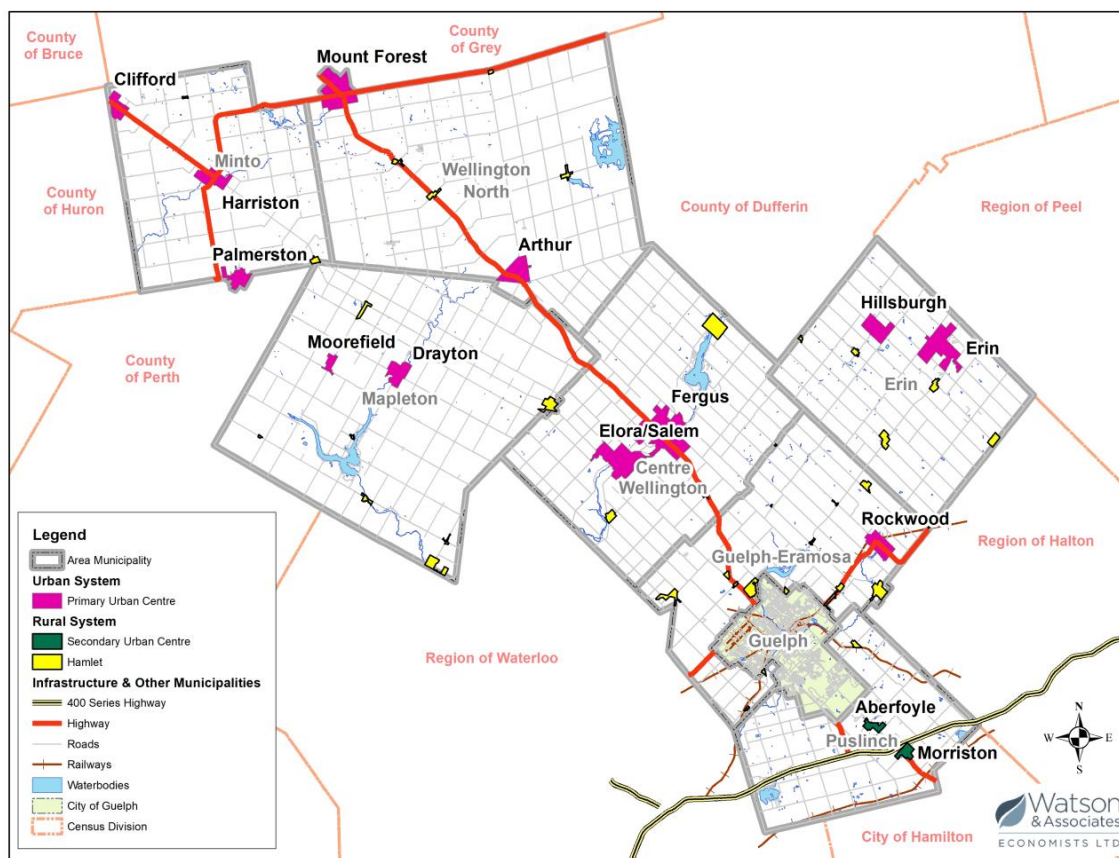 County
of Bruce
County
of Grey
Mount Forest
Clifford
Minto
Wellington
North
County
of Huron
Harriston
County of Dufferin
Region of Peel
Palmerston
Arthur
Hillsburgh
Erin
Moorefield
Drayton
County
of Perth
Erin
Mapleton
Fergus
Elora/Salem
Centre
Wellington
Rockwood
Region of Halton
Guelph-Eramosa
Guelph
Region of Waterloo
Aberfoyle
Puslinch
Morriston
City of Hamilton
N
W
E
S
Legend
Area Municipality
Urban System
Primary Urban Centre
Rural System
Secondary Urban Centre
Hamlet
Infrastructure & Other Municipalities
400 Series Highway
Highway
Roads
Railways
Waterbodies
City of Guelph
Census Division
Watson
& Associates
ECONOMISTS LTD